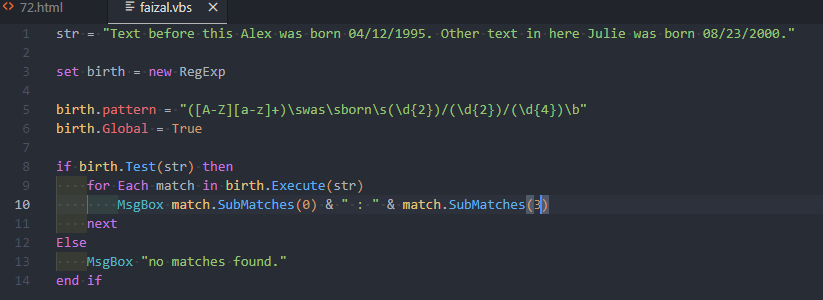 72.html faizal.vbs
1 str = "Text before this Alex was born 04/12/1995. Other text in here Julie was born 08/23/2000."
2
3 set birth = new RegExp
4
5 birth.pattern = "([A-Z][a-z]+)\swas\sborn\s(\d{2})/(\d{2})/(\d{4})\b"
6 birth.Global = True
7
8 if birth.Test(str) then
9     for Each match in birth.Execute(str)
10         MsgBox match.SubMatches(0) & " : " & match.SubMatches(3)
11     next
12 Else
13     MsgBox "no matches found."
14 end if